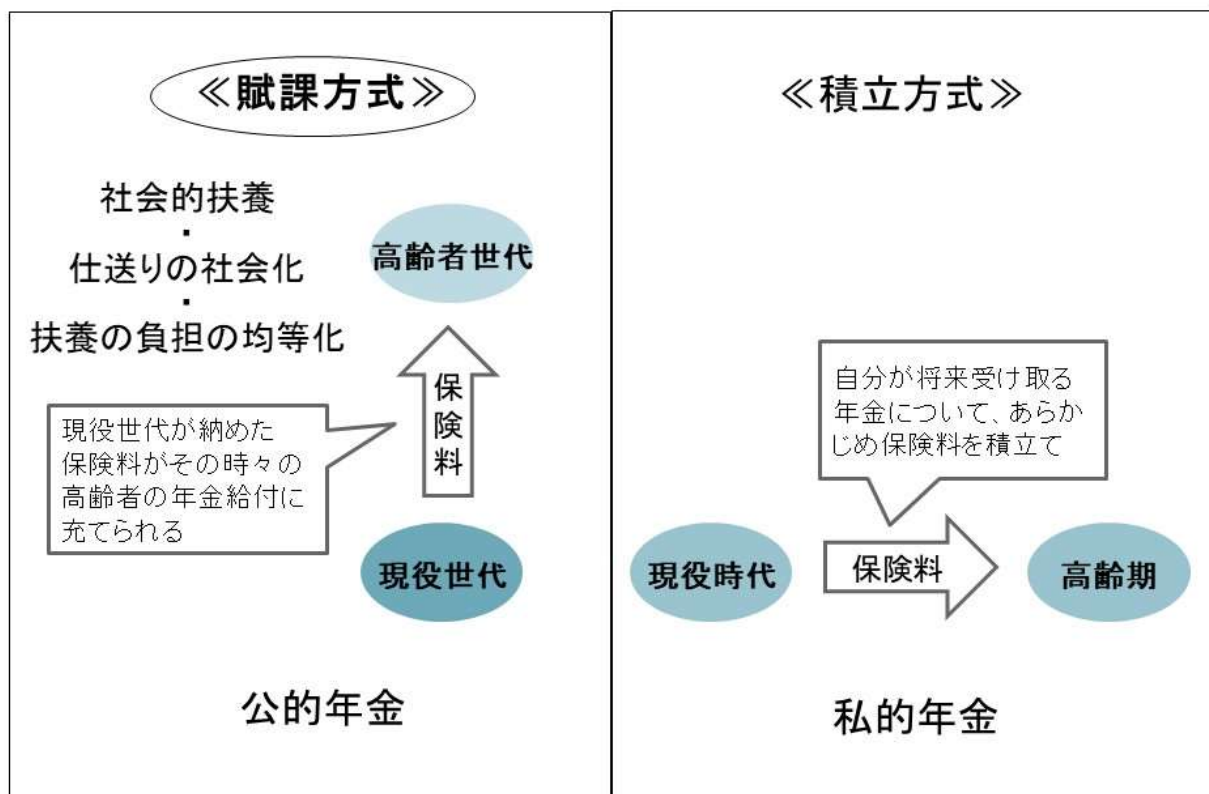 ≪賦課方式≫
社会的扶養
・
仕送りの社会化
・
扶養の負担の均等化
高齢者世代
保険料
現役世代が納めた
保険料がその時々の
高齢者の年金給付に
充てられる
現役世代
公的年金
≪積立方式≫
自分が将来受け取る
年金について、あらか
じめ保険料を積立て
現役時代
保険料
高齢期
私的年金